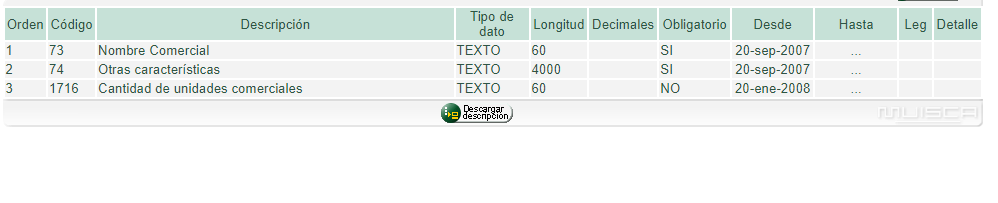 Orden Código Descripción Tipo de dato Longitud Decimales Obligatorio Desde Hasta Leg Detalle
1 73 Nombre Comercial TEXTO 60 SI 20-sep-2007 ...
2 74 Otras características TEXTO 4000 SI 20-sep-2007 ...
3 1716 Cantidad de unidades comerciales TEXTO 60 NO 20-ene-2008 ...
Descargar
descripción
MUISCA